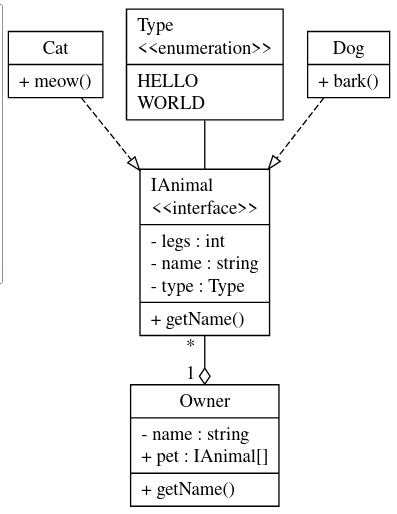 Cat
+ meow()
Type
<<enumeration>>
HELLO
WORLD
Dog
+ bark()
IAnimal
<<interface>>
- legs : int
- name : string
- type : Type
+ getName()
*
1
Owner
- name : string
+ pet : IAnimal[]
+ getName()